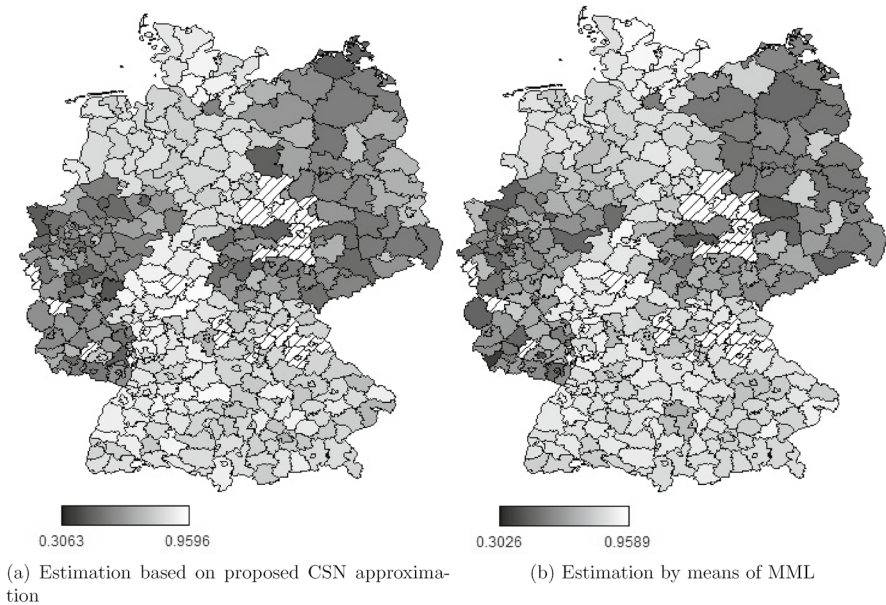 0.3063 0.9596
0.3026 0.9589
(a) Estimation based on proposed CSN approxima-
tion
(b) Estimation by means of MML